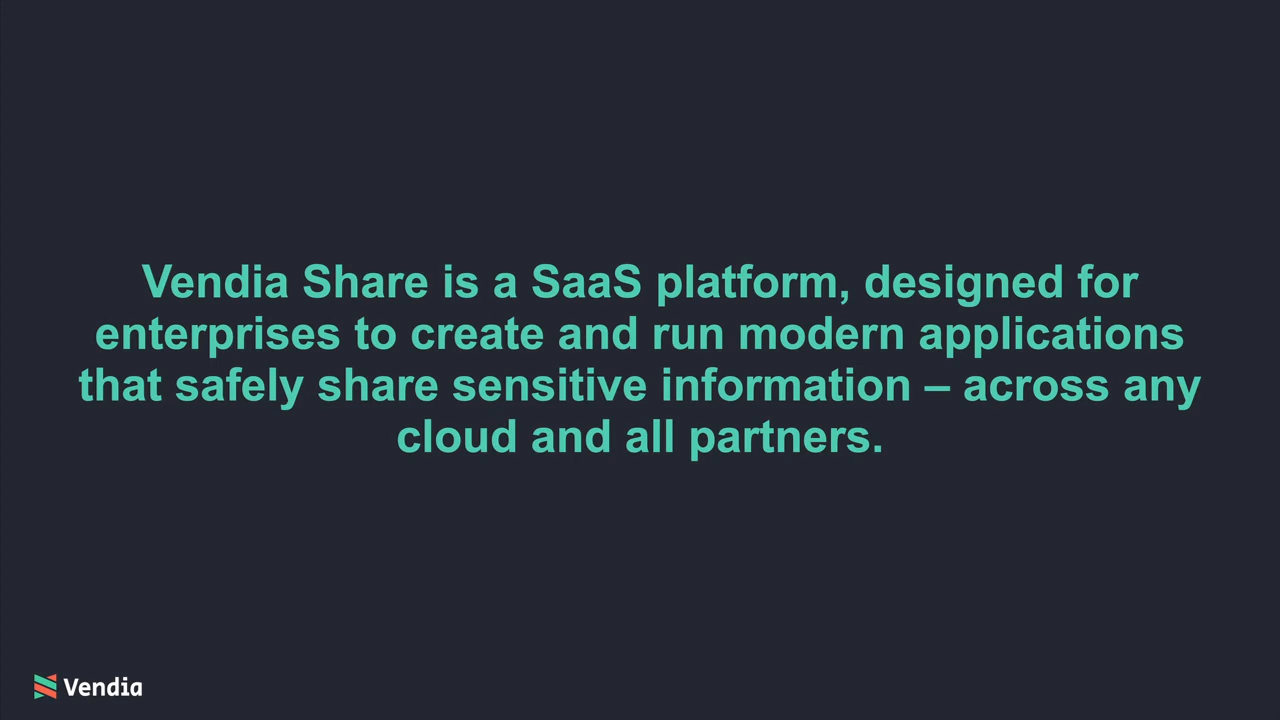 Vendia Share is a SaaS platform, designed for
enterprises to create and run modern applications
that safely share sensitive information – across any
cloud and all partners.
Vendia